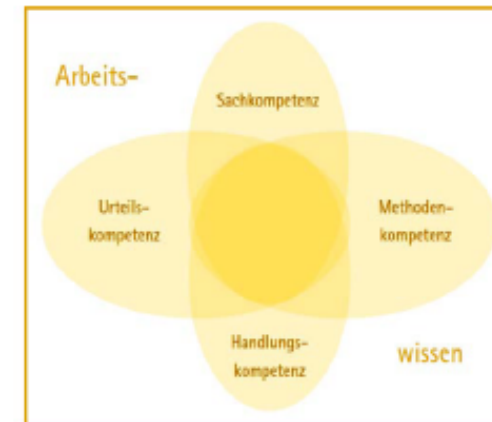 Arbeits-
Sachkompetenz
Urteils-
kompetenz
Methoden-
kompetenz
Handlungs-
kompetenz
wissen